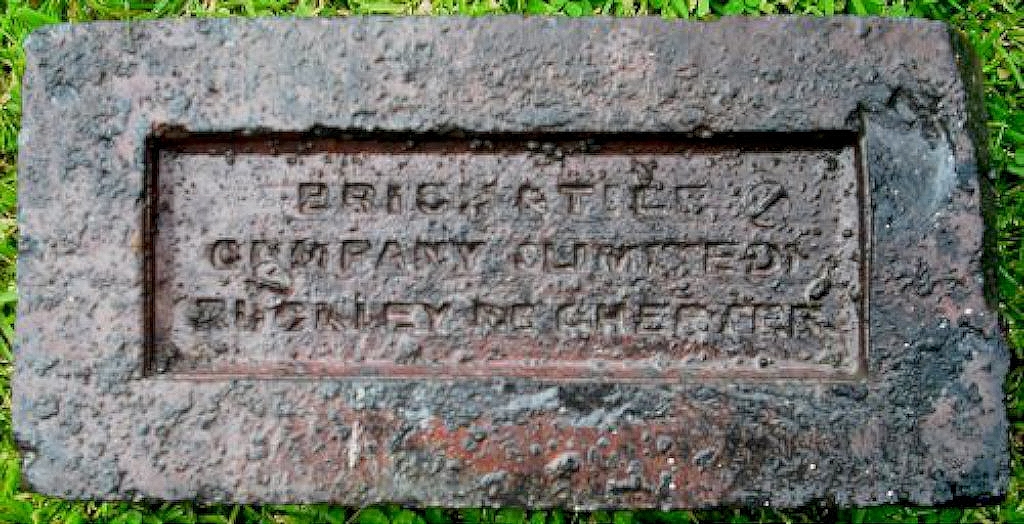 BRICK & TILE
COMPANY (LIMITED)
BUCKLEY NR CHESTER